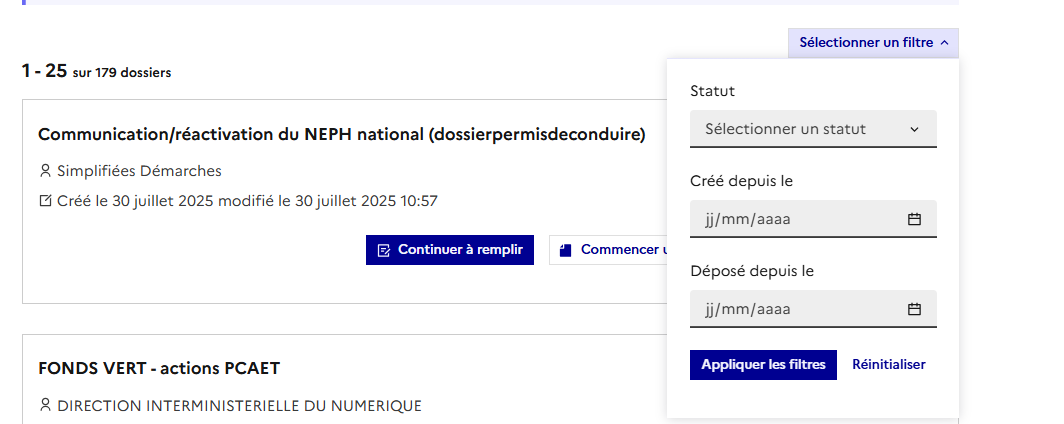 Sélectionner un filtre
1 - 25 sur 179 dossiers
Communication/réactivation du NEPH national (dossierpermisdeconduire)
Simplifiées Démarches
Créé le 30 juillet 2025 modifié le 30 juillet 2025 10:57
Continuer à remplir
Commencer
Statut
Sélectionner un statut
Créé depuis le
jj/mm/aaaa
Déposé depuis le
jj/mm/aaaa
Appliquer les filtres Réinitialiser
FONDS VERT - actions PCAET
DIRECTION INTERMINISTERIELLE DU NUMERIQUE